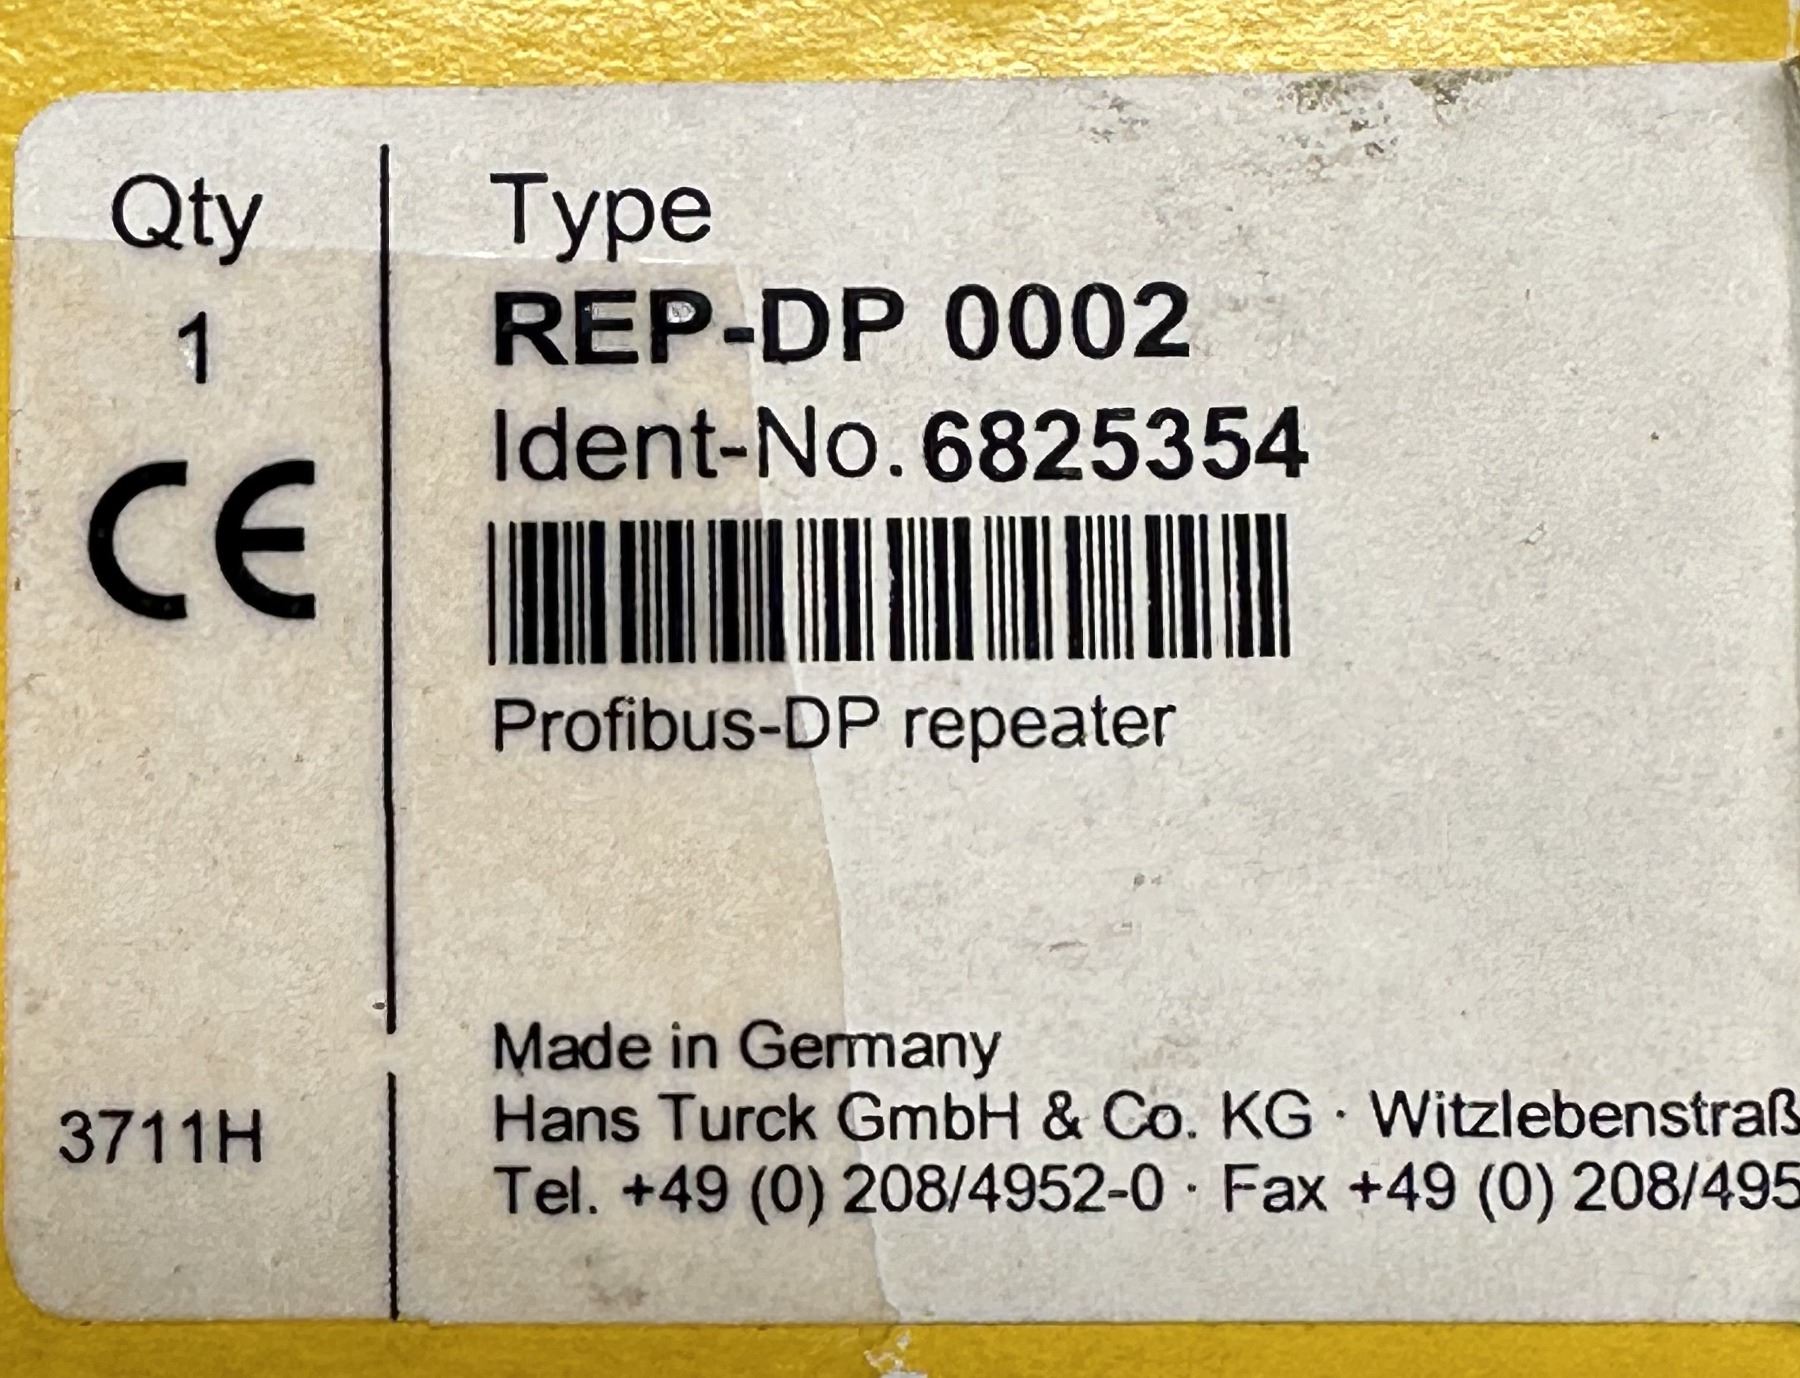 Qty
1
CE
3711H
Type
REP-DP 0002
Ident-No. 6825354
Profibus-DP repeater
Made in Germany
Hans Turck GmbH & Co. KG · Witzlebenstraß
Tel. +49 (0) 208/4952-0 · Fax +49 (0) 208/495